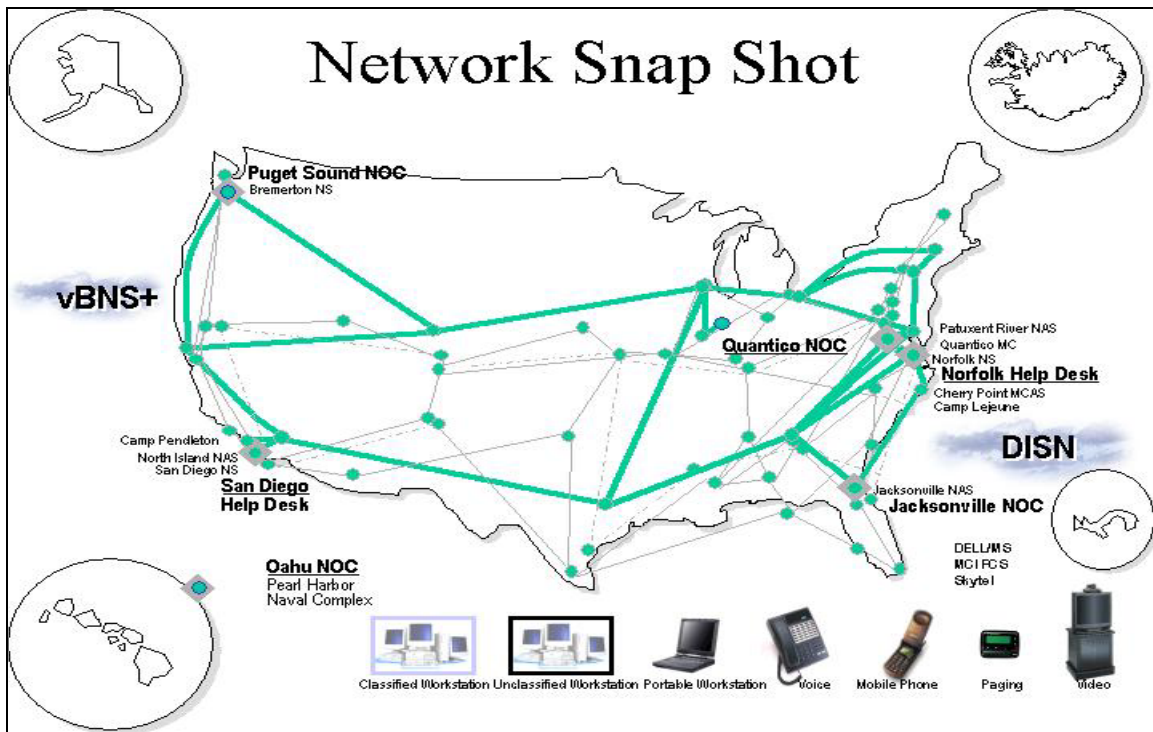 Network Snap Shot
Puget Sound NOC
Bremerton NS
vBNS+
Quantico NOC
Patuxent River NAS
Quantico MC
Norfolk NS
Norfolk Help Desk
Cherry Point MCAS
Camp Lejeune
DISN
Camp Pendleton
North Island NAS
San Diego NS
San Diego
Help Desk
Jacksonville NAS
Jacksonville NOC
Oahu NOC
Pearl Harbor
Naval Complex
DELL/MS
MCI FCS
Skytel
Classified Workstation
Unclassified Workstation
Portable Workstation
Voice
Mobile Phone
Paging
Video